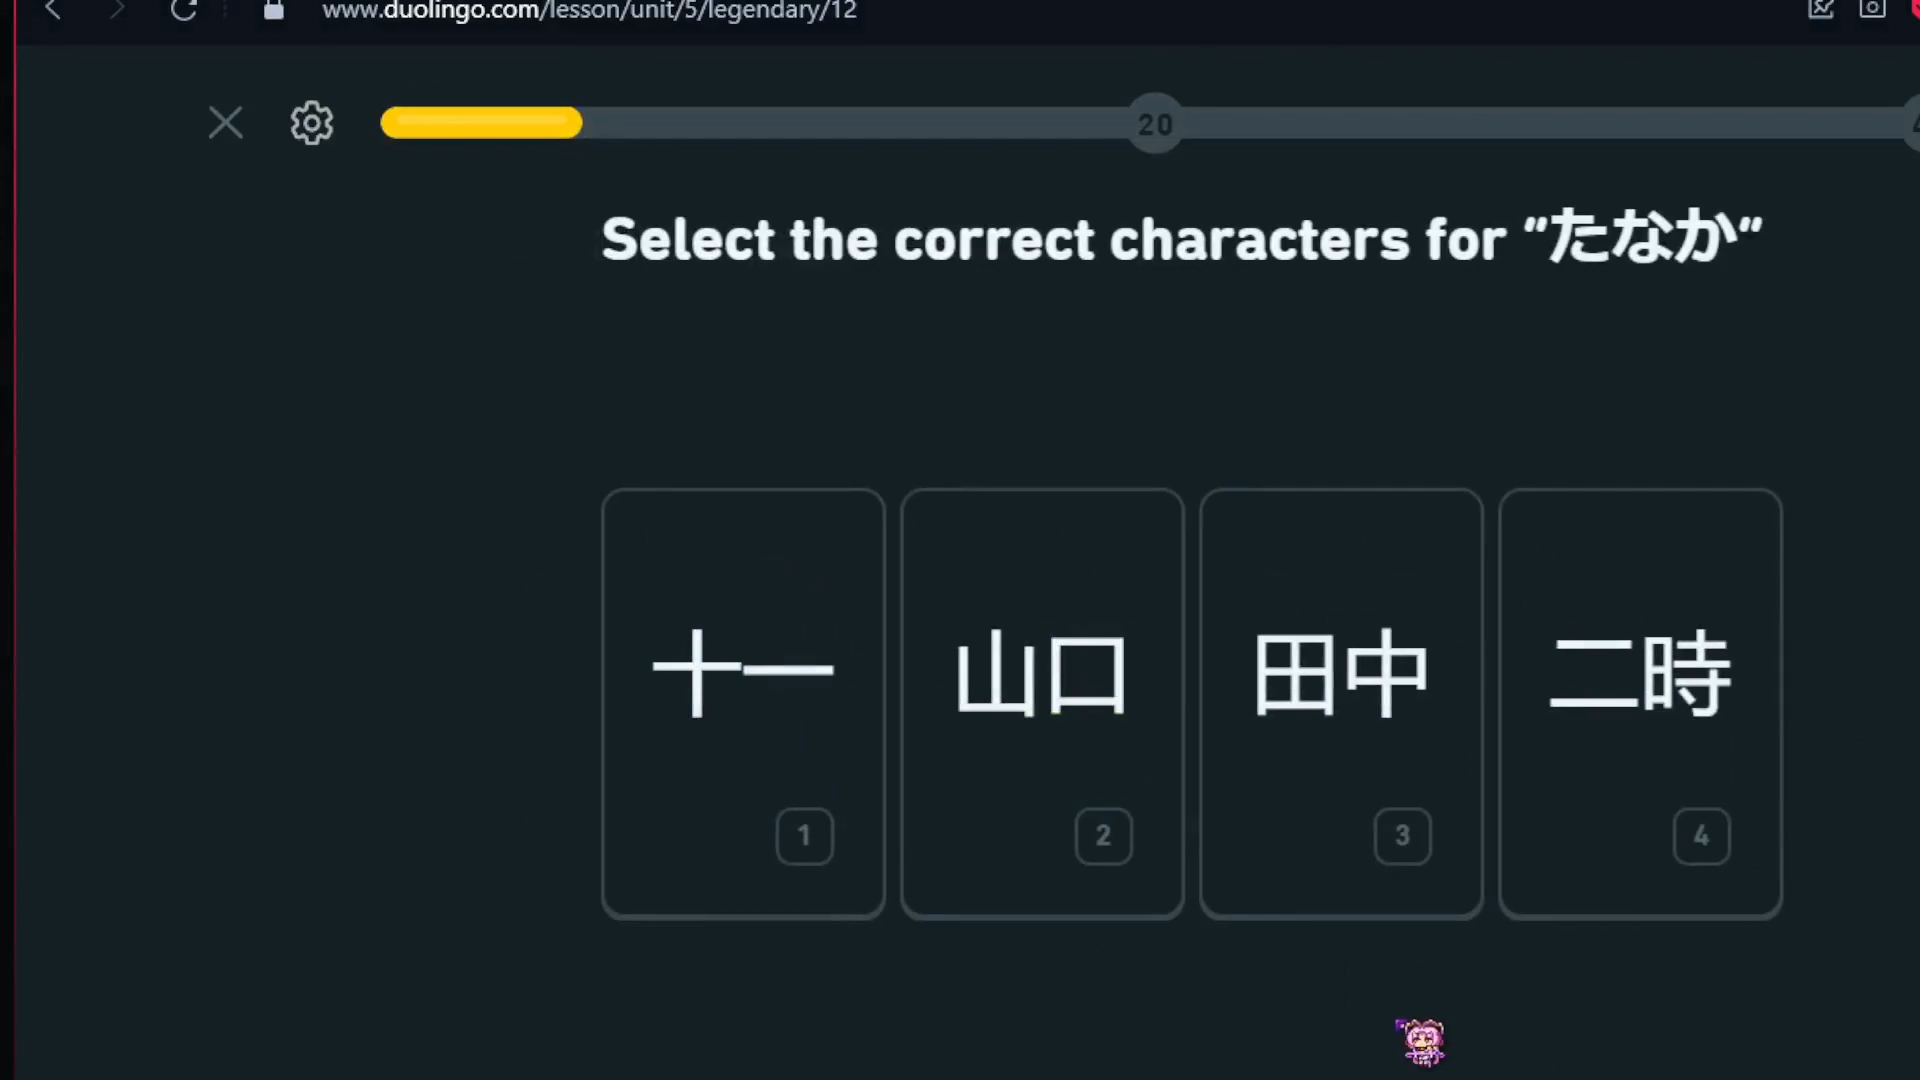 www.duolingo.com/lesson/unit/5/legendary/12
20
Select the correct characters for “たなか”
十一
山口
田中
二時
1
2
3
4